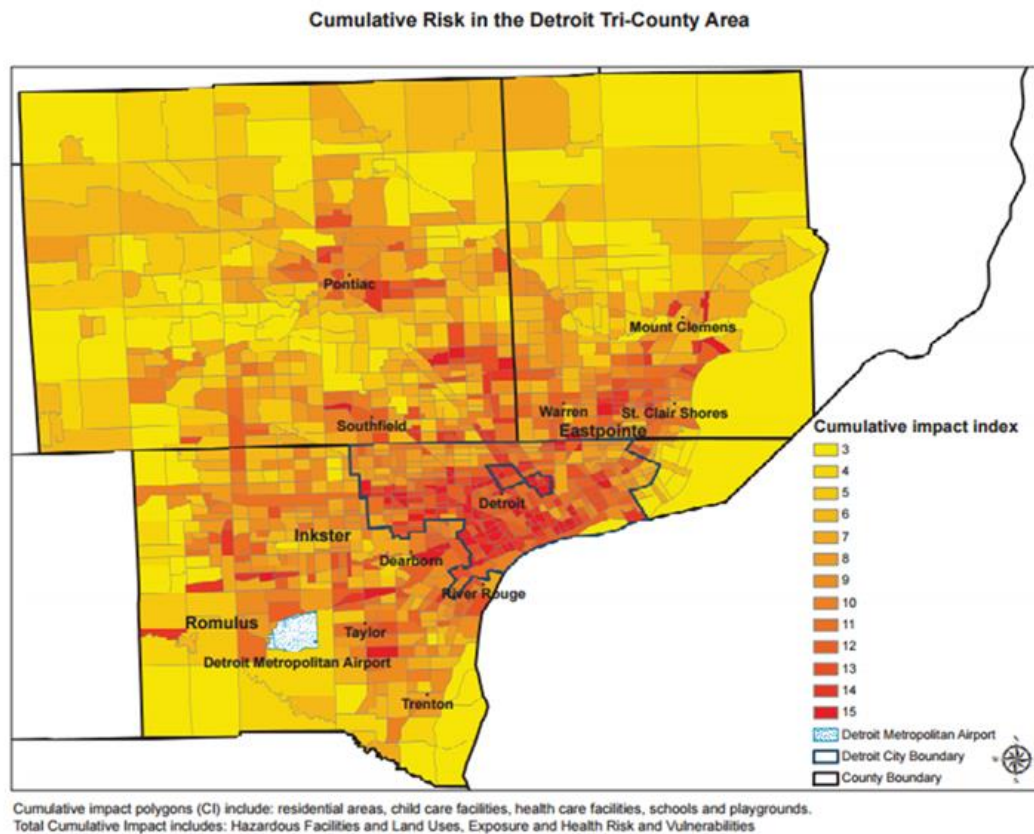 Cumulative Risk in the Detroit Tri-County Area
Pontiac
Mount Clemens
Warren
St. Clair Shores
Southfield
Eastpointe
Cumulative impact index
3
4
5
6
7
8
9
10
11
12
13
14
15
Detroit Metropolitan Airport
Detroit City Boundary
County Boundary
Detroit
Inkster
Dearborn
River Rouge
Romulus
Taylor
Detroit Metropolitan Airport
Trenton
Cumulative impact polygons (CI) include: residential areas, child care facilities, health care facilities, schools and playgrounds.
Total Cumulative Impact includes: Hazardous Facilities and Land Uses, Exposure and Health Risk and Vulnerabilities